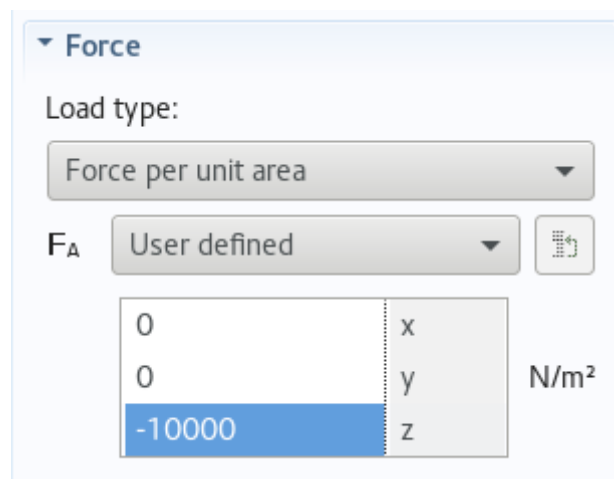 Force
Load type:
Force per unit area
FA User defined
0 x
0 y N/m²
-10000 z